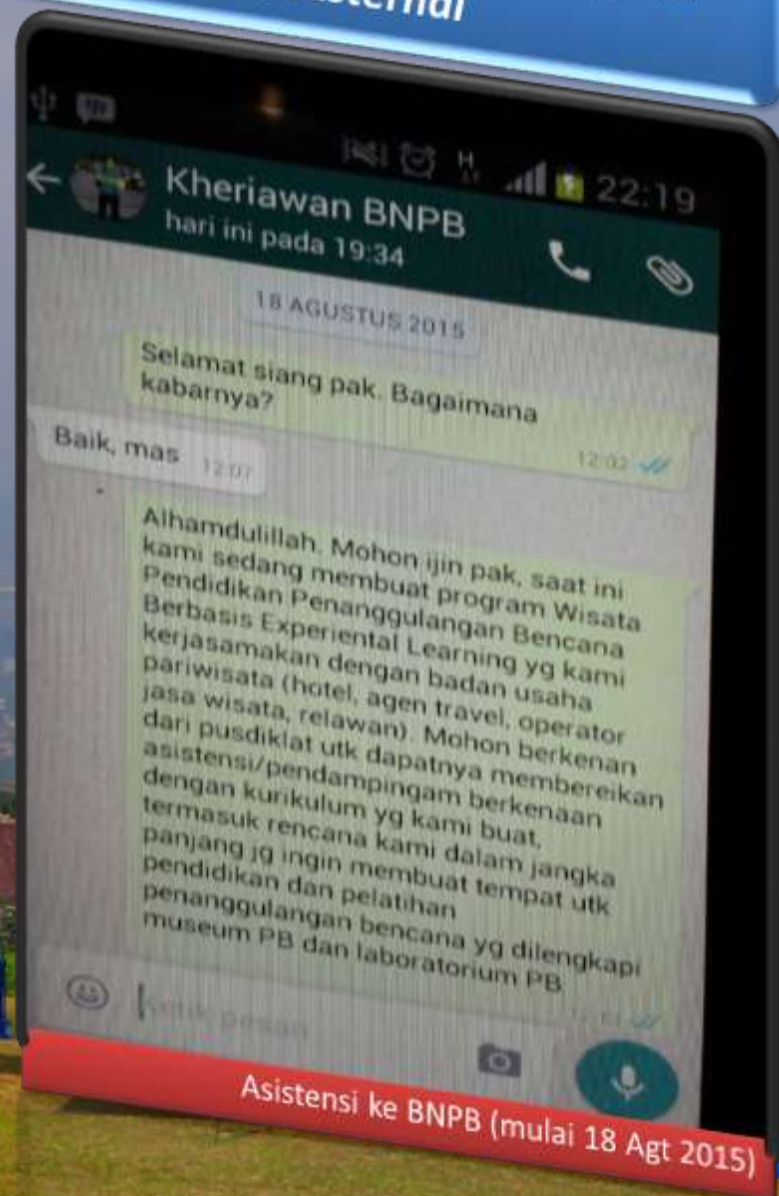 22:19
Kheriawan BNPB
hari ini pada 19:34
18 AGUSTUS 2015
Selamat siang pak. Bagaimana
kabarnya?
12:02
Baik, mas
12:07
Alhamdulillah. Mohon ijin pak, saat ini
kami sedang membuat program Wisata
Pendidikan Penanggulangan Bencana
Berbasis Experiental Learning yg kami
kerjasamakan dengan badan usaha
pariwisata (hotel, agen travel, operator
jasa wisata, relawan). Mohon berkenan
dari pusdiklat utk dapatnya membereikan
asistensi/pendampingam berkenaan
dengan kurikulum yg kami buat,
termasuk rencana kami dalam jangka
panjang jg ingin membuat tempat utk
pendidikan dan pelatihan
penanggulangan bencana yg dilengkapi
museum PB dan laboratorium PB
Ketik pesan
Asistensi ke BNPB (mulai 18 Agt 2015)